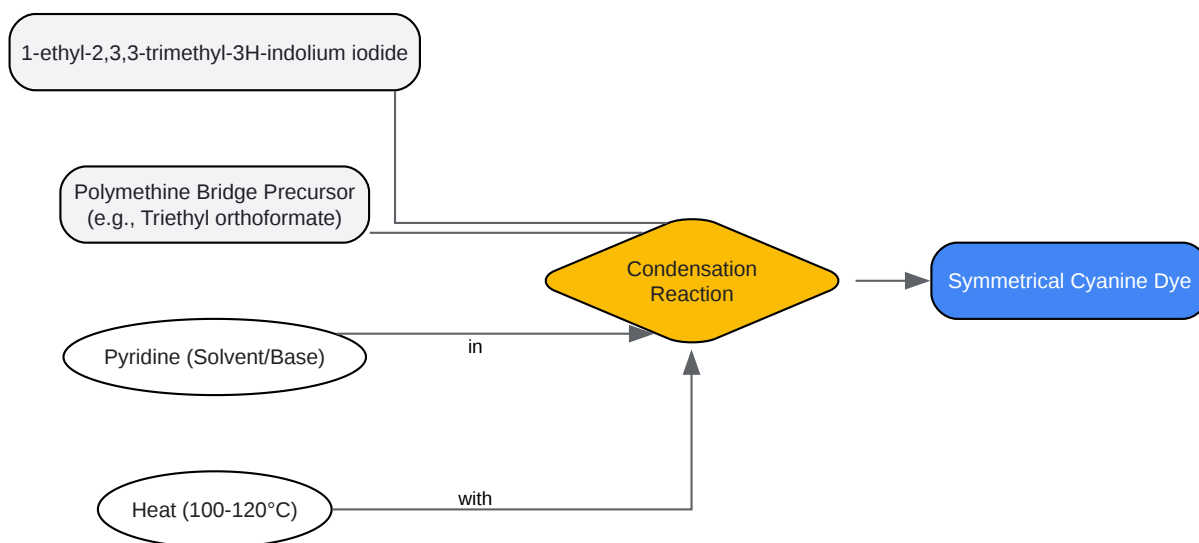 1-ethyl-2,3,3-trimethyl-3H-indolium iodide
Polymethine Bridge Precursor
(e.g., Triethyl orthoformate)
Condensation
Reaction
Symmetrical Cyanine Dye
Pyridine (Solvent/Base)
in
Heat (100-120°C)
with